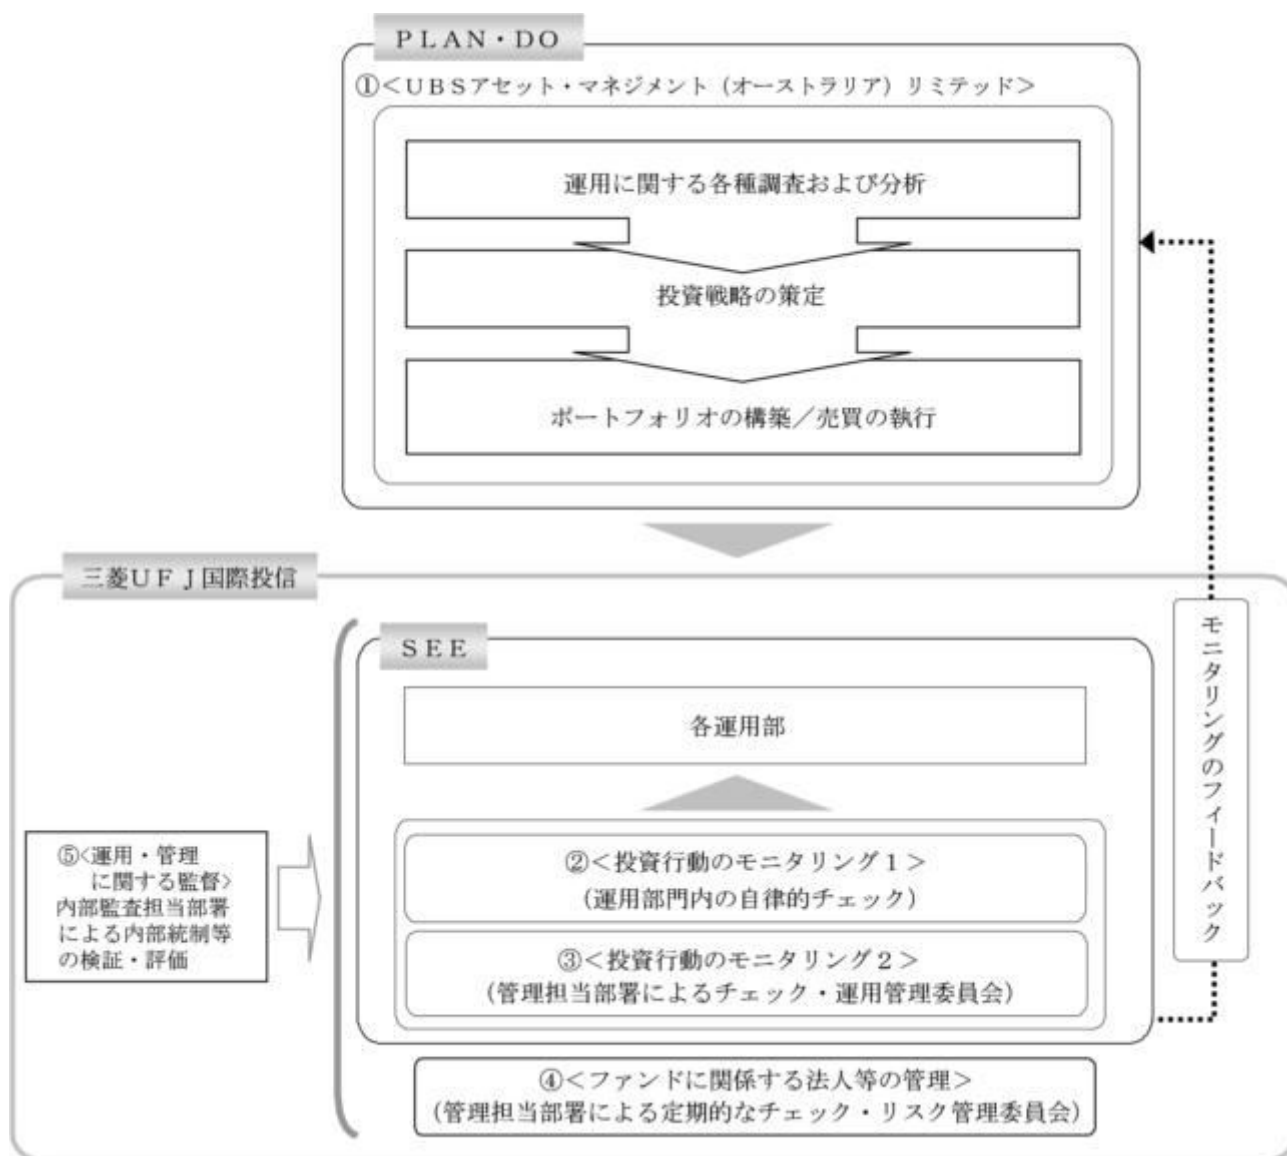 ＰＬＡＮ・ＤＯ
①＜ＵＢＳアセット・マネジメント（オーストラリア）リミテッド＞
運用に関する各種調査および分析
投資戦略の策定
ポートフォリオの構築／売買の執行
三菱ＵＦＪ国際投信
ＳＥＥ
各運用部
②＜投資行動のモニタリング１＞
（運用部門内の自律的チェック）
③＜投資行動のモニタリング２＞
（管理担当部署によるチェック・運用管理委員会）
④＜ファンドに関係する法人等の管理＞
（管理担当部署による定期的なチェック・リスク管理委員会）
⑤＜運用・管理
に関する監督＞
内部監査担当部署
による内部統制等
の検証・評価
モニタリングのフィードバック